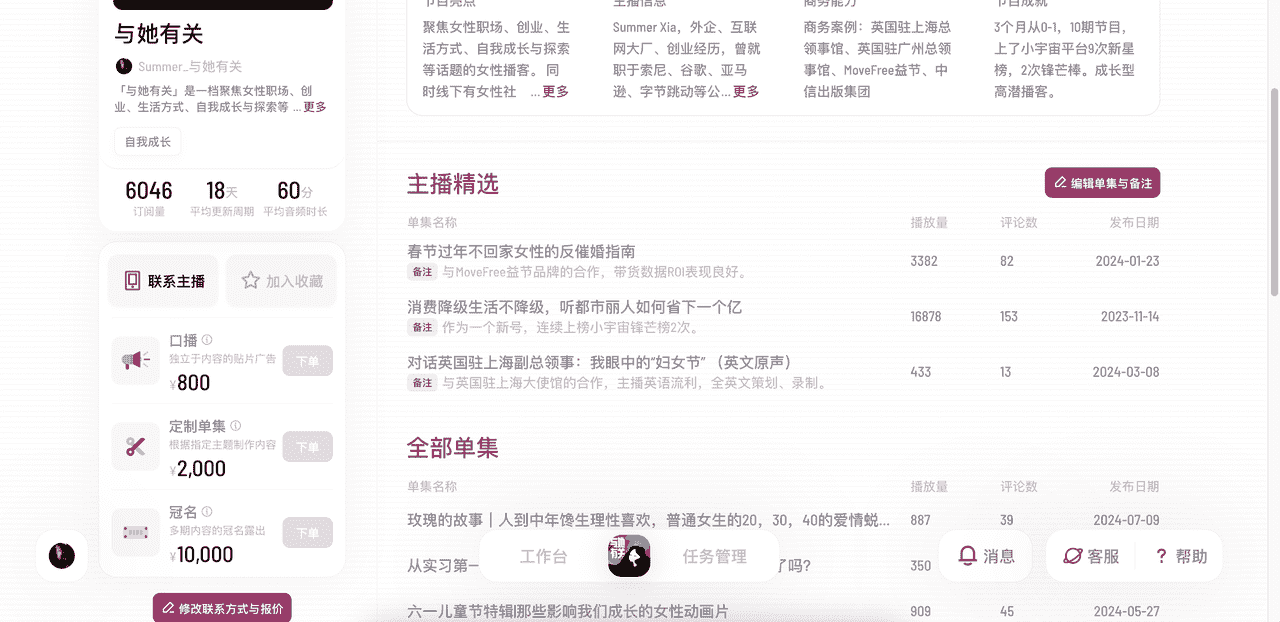 与她有关
Summer_与她有关
「与她有关」是一档聚焦女性职场、创
业、生活方式、自我成长与探索等 ... 更多
自我成长
6046 18天 60分
订阅量 平均更新周期 平均音频时长
联系主播 加入收藏
口播
独立于内容的贴片广告
¥800
下单
定制单集
根据指定主题制作内容
¥2,000
下单
冠名
多期内容的冠名露出
¥10,000
下单
修改联系方式与报价
节目亮点
聚焦女性职场、创业、生
活方式、自我成长与探索
等话题的女性播客。 同
时线下有女性社 ... 更多
主播信息
Summer Xia，外企、互联
网大厂、创业经历，曾就
职于索尼、谷歌、亚马
逊、字节跳动等公... 更多
商务能力
商务案例：英国驻上海总
领事馆、英国驻广州总领
事馆、MoveFree益节、中
信出版集团
节目成就
3个月从0-1，10期节目，
上了小宇宙平台9次新星
榜，2次锋芒棒。成长型
高潜播客。
主播精选
编辑单集与备注
单集名称 播放量 评论数 发布日期
春节过年不回家女性的反催婚指南
备注 与MoveFree益节品牌的合作，带货数据ROI表现良好。
3382 82 2024-01-23
消费降级生活不降级，听都市丽人如何省下一个亿
备注 作为一个新号，连续上榜小宇宙锋芒榜2次。
16878 153 2023-11-14
对话英国驻上海副总领事：我眼中的“妇女节”（英文原声）
备注 与英国驻上海大使馆的合作，主播英语流利，全英文策划、录制。
433 13 2024-03-08
全部单集
单集名称 播放量 评论数 发布日期
玫瑰的故事｜人到中年馋生理性喜欢，普通女生的20，30，40的爱情蜕... 887 39 2024-07-09
从实习第一
了吗?
350
六一儿童节特辑|那些影响我们成长的女性动画片 909 45 2024-05-27
工作台
任务管理
消息
客服
? 帮助